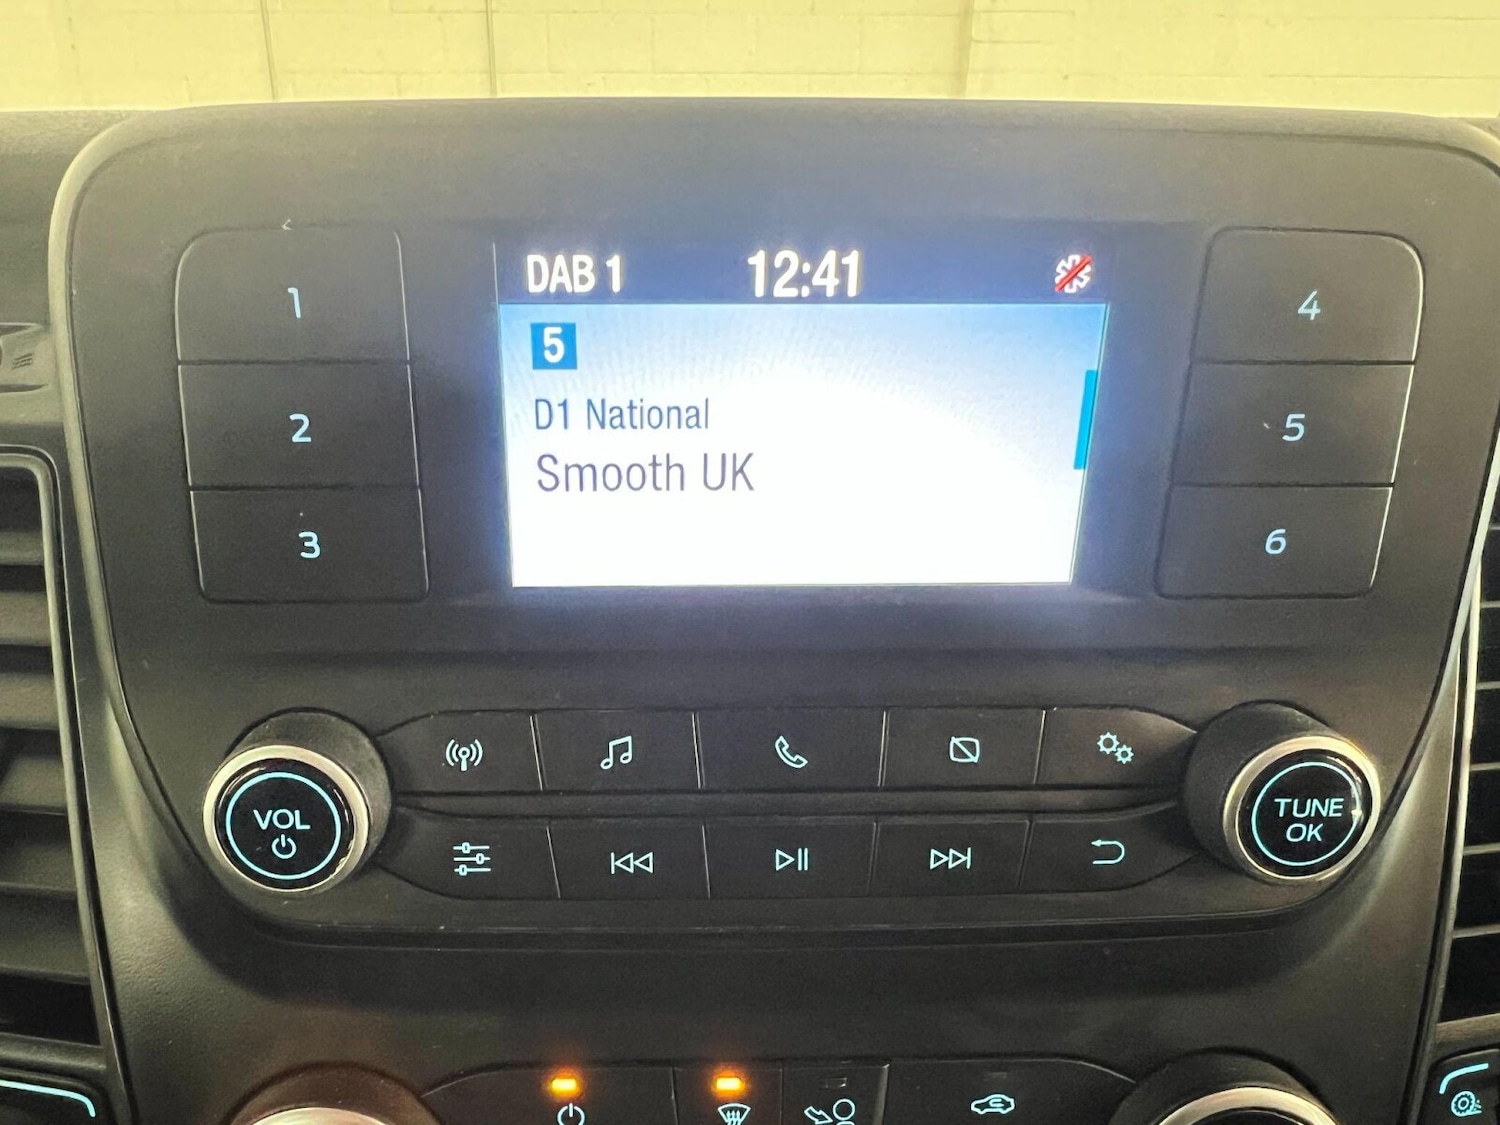 DAB 1 12:41
5
D1 National
Smooth UK
1
2
3
4
5
6
VOL
TUNE
OK